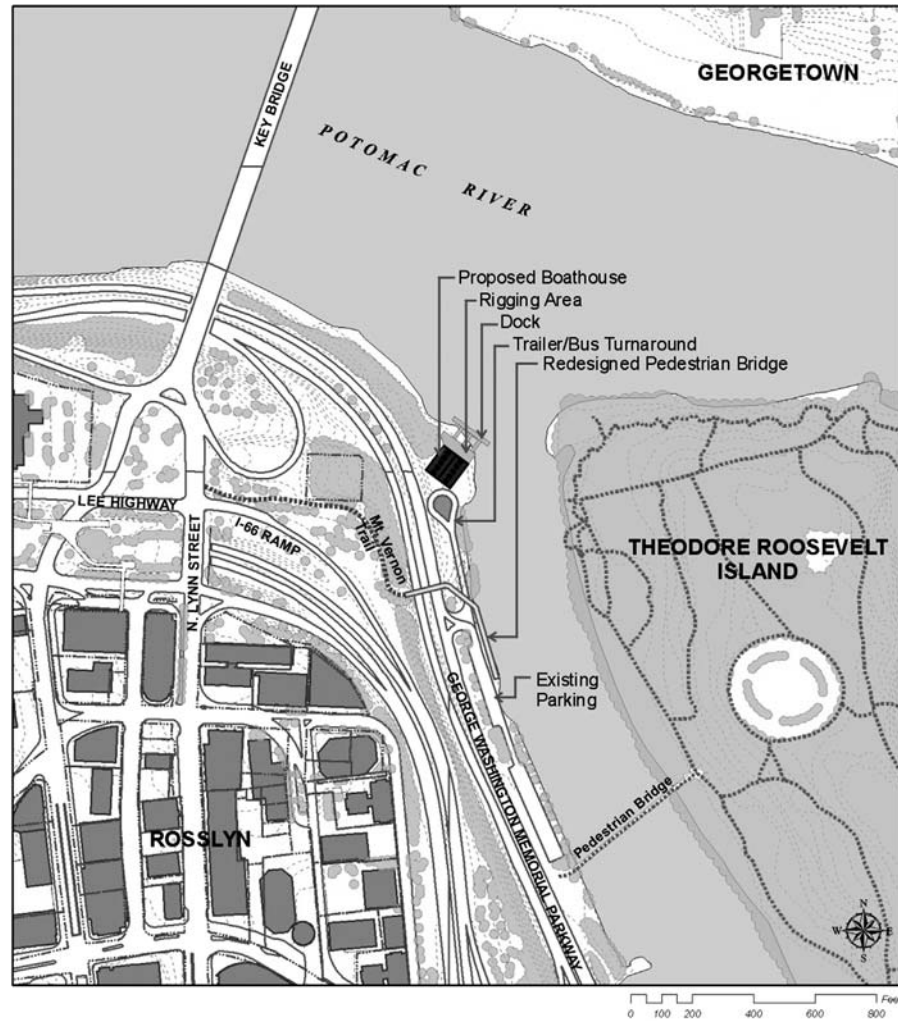 GEORGETOWN
KEY BRIDGE
POTOMAC RIVER
Proposed Boathouse
Rigging Area
Dock
Trailer/Bus Turnaround
Redesigned Pedestrian Bridge
LEE HIGHWAY
N. LYNN STREET
I-66 RAMP
Mt. Vernon
Trail
THEODORE ROOSEVELT
ISLAND
Existing
Parking
GEORGE WASHINGTON MEMORIAL PARKWAY
Pedestrian Bridge
ROSSLYN
N
W E
S
Feet
0 100 200 400 600 800